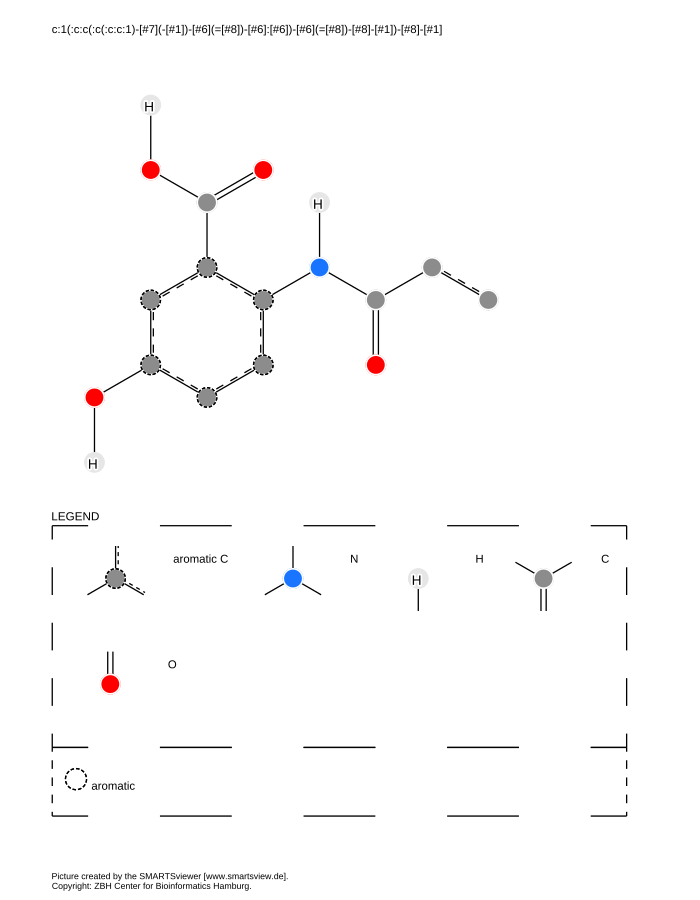 c:1(:c:c(:c(:c:c:1)-[#7](-[#1])-[#6](=[#8])-[#6]:[#6])-[#6](=[#8])-[#8]-[#1])-[#8]-[#1]
H
H
H
LEGEND
aromatic C
N
H
H
C
O
aromatic
Picture created by the SMARTSviewer [www.smartsview.de].
Copyright: ZBH Center for Bioinformatics Hamburg.